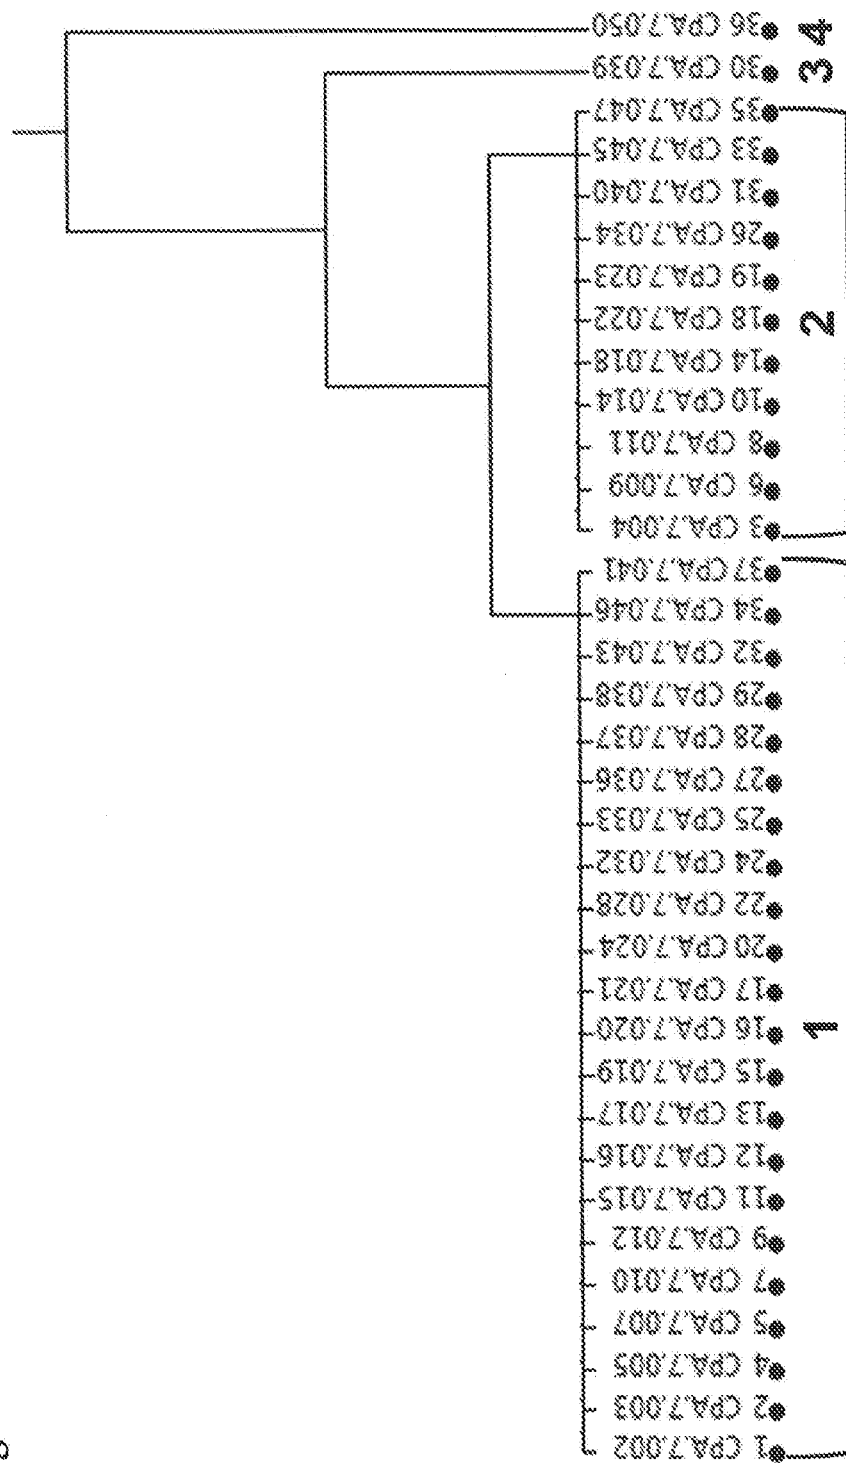 1 CPA.7.002
2 CPA.7.003
4 CPA.7.005
5 CPA.7.007
7 CPA.7.010
9 CPA.7.012
11 CPA.7.015
12 CPA.7.016
13 CPA.7.017
15 CPA.7.019
16 CPA.7.020
17 CPA.7.021
20 CPA.7.024
22 CPA.7.028
24 CPA.7.032
25 CPA.7.033
27 CPA.7.036
28 CPA.7.037
29 CPA.7.038
32 CPA.7.043
34 CPA.7.046
37 CPA.7.041
3 CPA.7.004
6 CPA.7.009
8 CPA.7.011
10 CPA.7.014
14 CPA.7.018
18 CPA.7.022
19 CPA.7.023
26 CPA.7.034
31 CPA.7.040
33 CPA.7.045
35 CPA.7.047
30 CPA.7.039
36 CPA.7.050
1
2
3 4